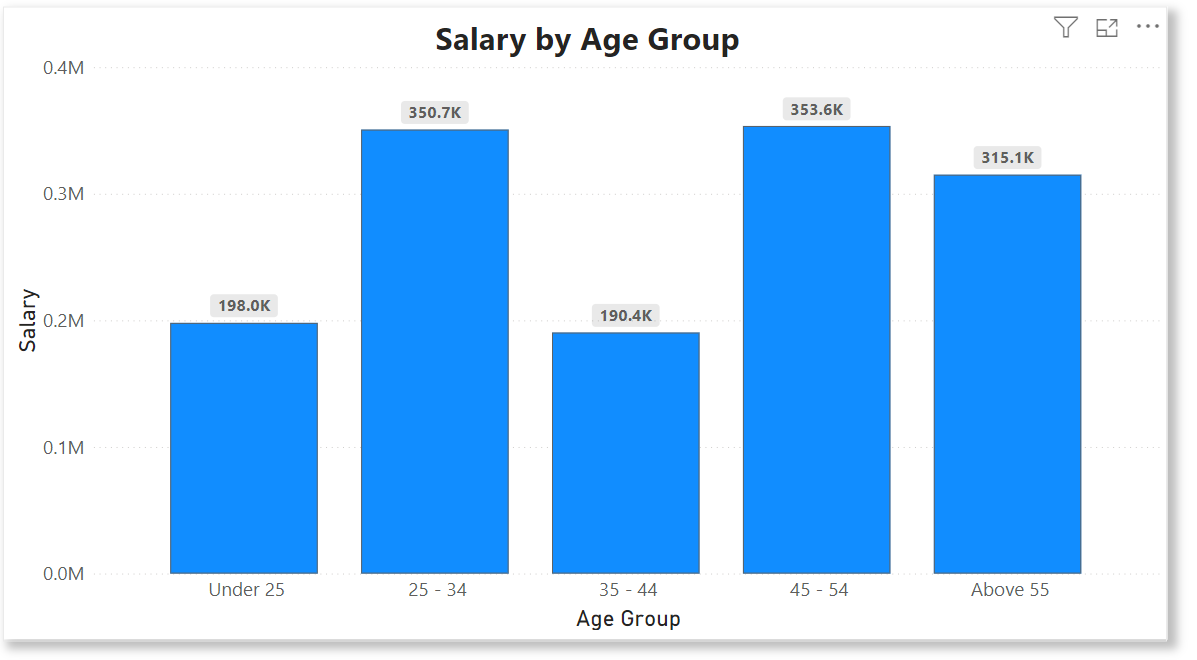 Salary by Age Group
0.4M
0.3M
0.2M
0.1M
0.0M
Salary
198.0K
350.7K
190.4K
353.6K
315.1K
Under 25
25 - 34
35 - 44
45 - 54
Above 55
Age Group